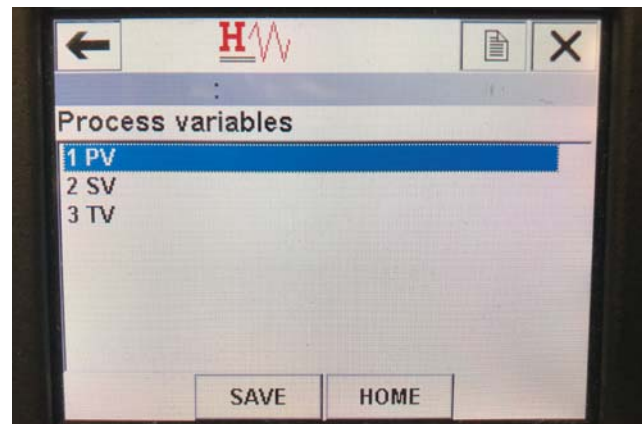 H
:
Process variables
1 PV
2 SV
3 TV
SAVE
HOME